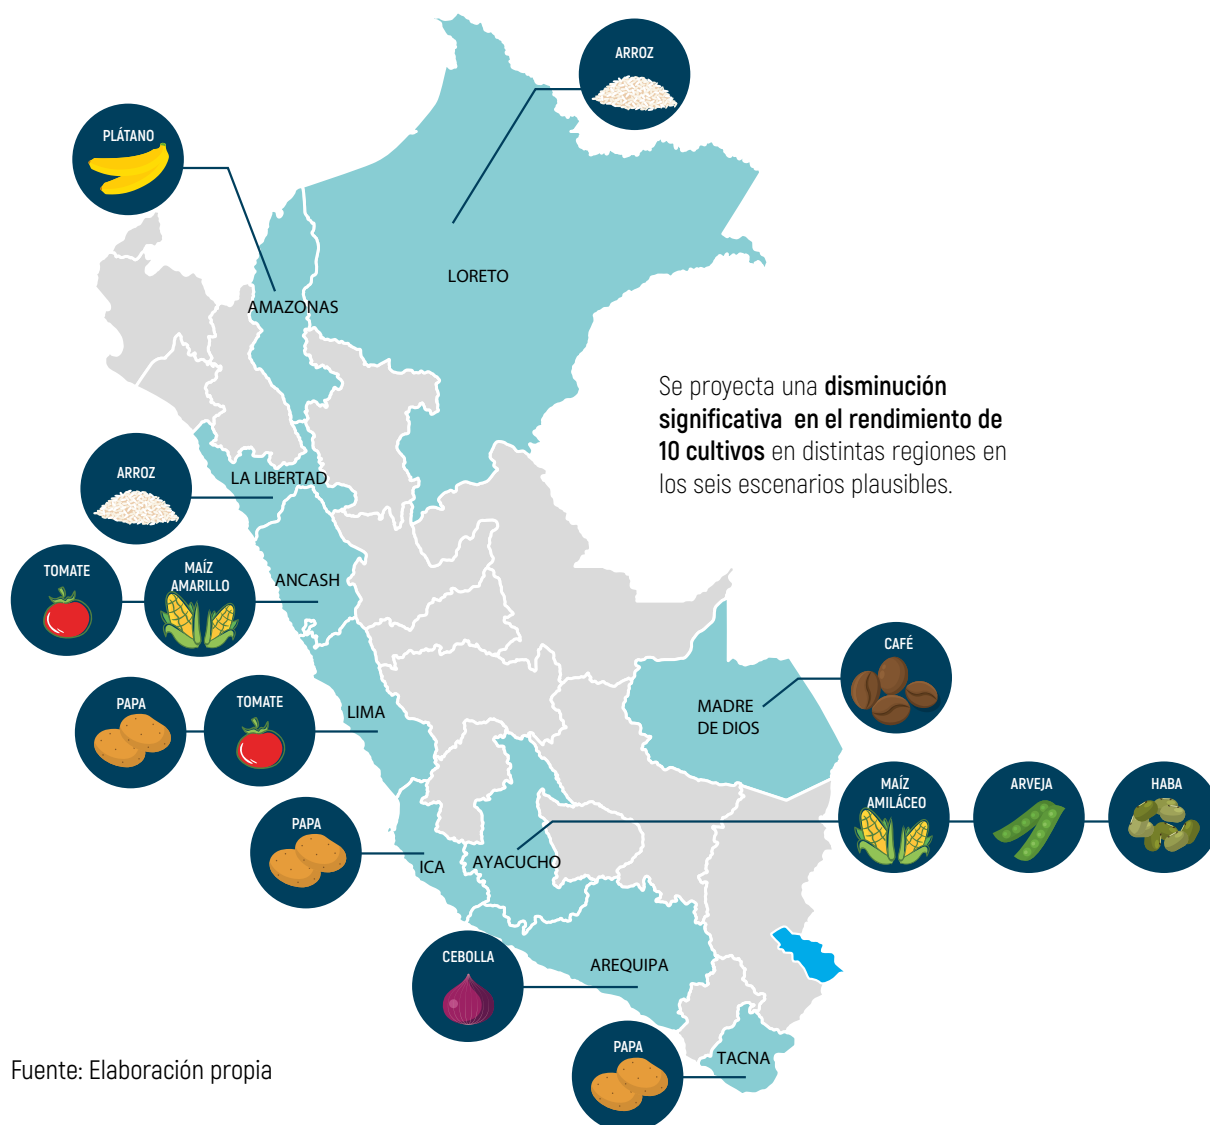 ARROZ
PLÁTANO
LORETO
AMAZONAS
Se proyecta una disminución
significativa en el rendimiento de
10 cultivos en distintas regiones en
los seis escenarios plausibles.
ARROZ
LA LIBERTAD
TOMATE
MAÍZ
AMARILLO
ANCASH
CAFÉ
PAPA
TOMATE
LIMA
MADRE
DE DIOS
MAÍZ
AMILÁCEO
ARVEJA
HABA
PAPA
ICA
AYACUCHO
CEBOLLA
AREQUIPA
PAPA
TACNA
Fuente: Elaboración propia